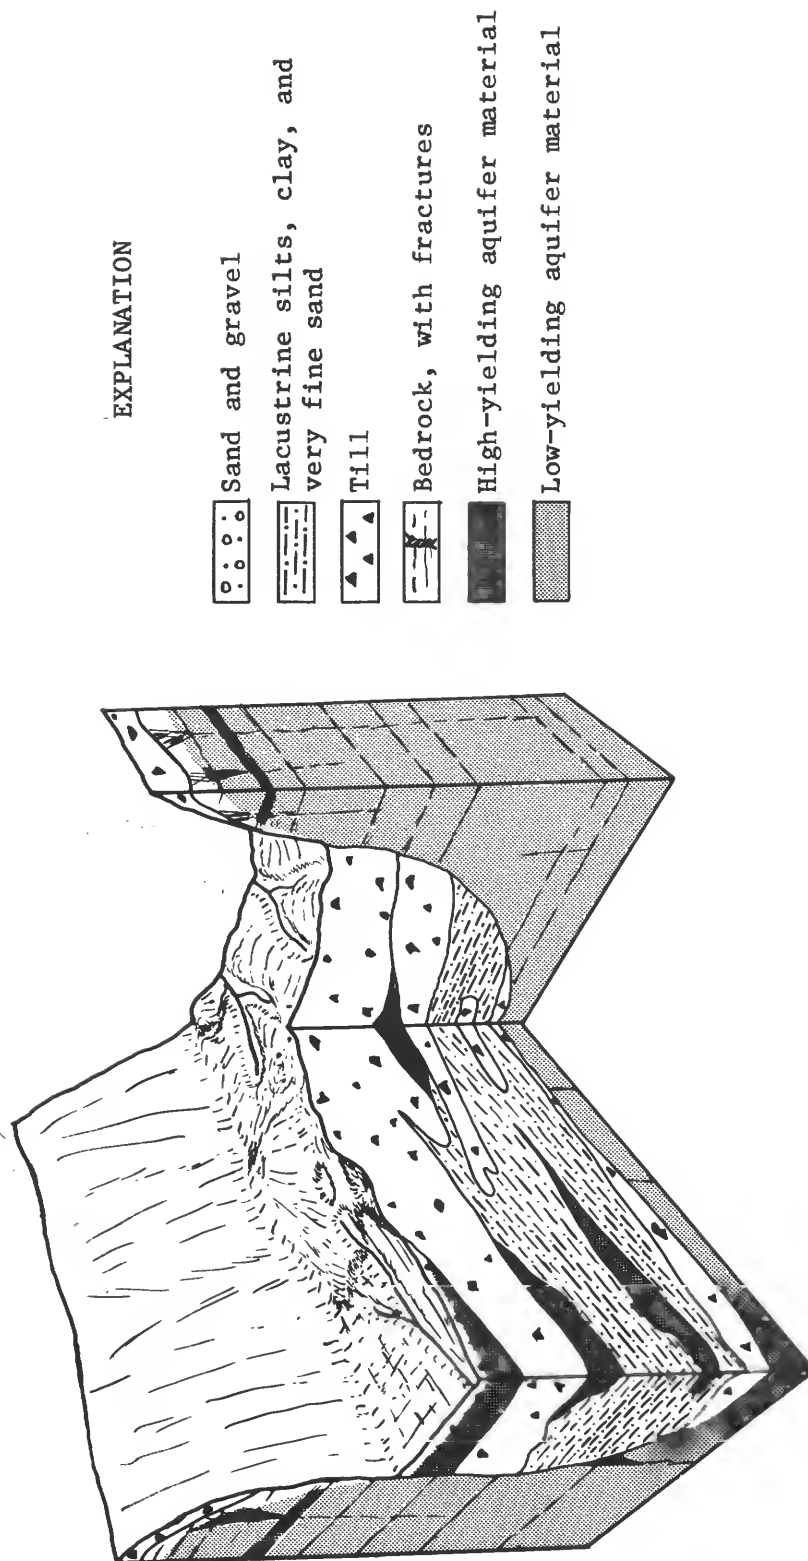 EXPLANATION
Sand and gravel
Lacustrine silts, clay, and
very fine sand
Till
Bedrock, with fractures
High-yielding aquifer material
Low-yielding aquifer material